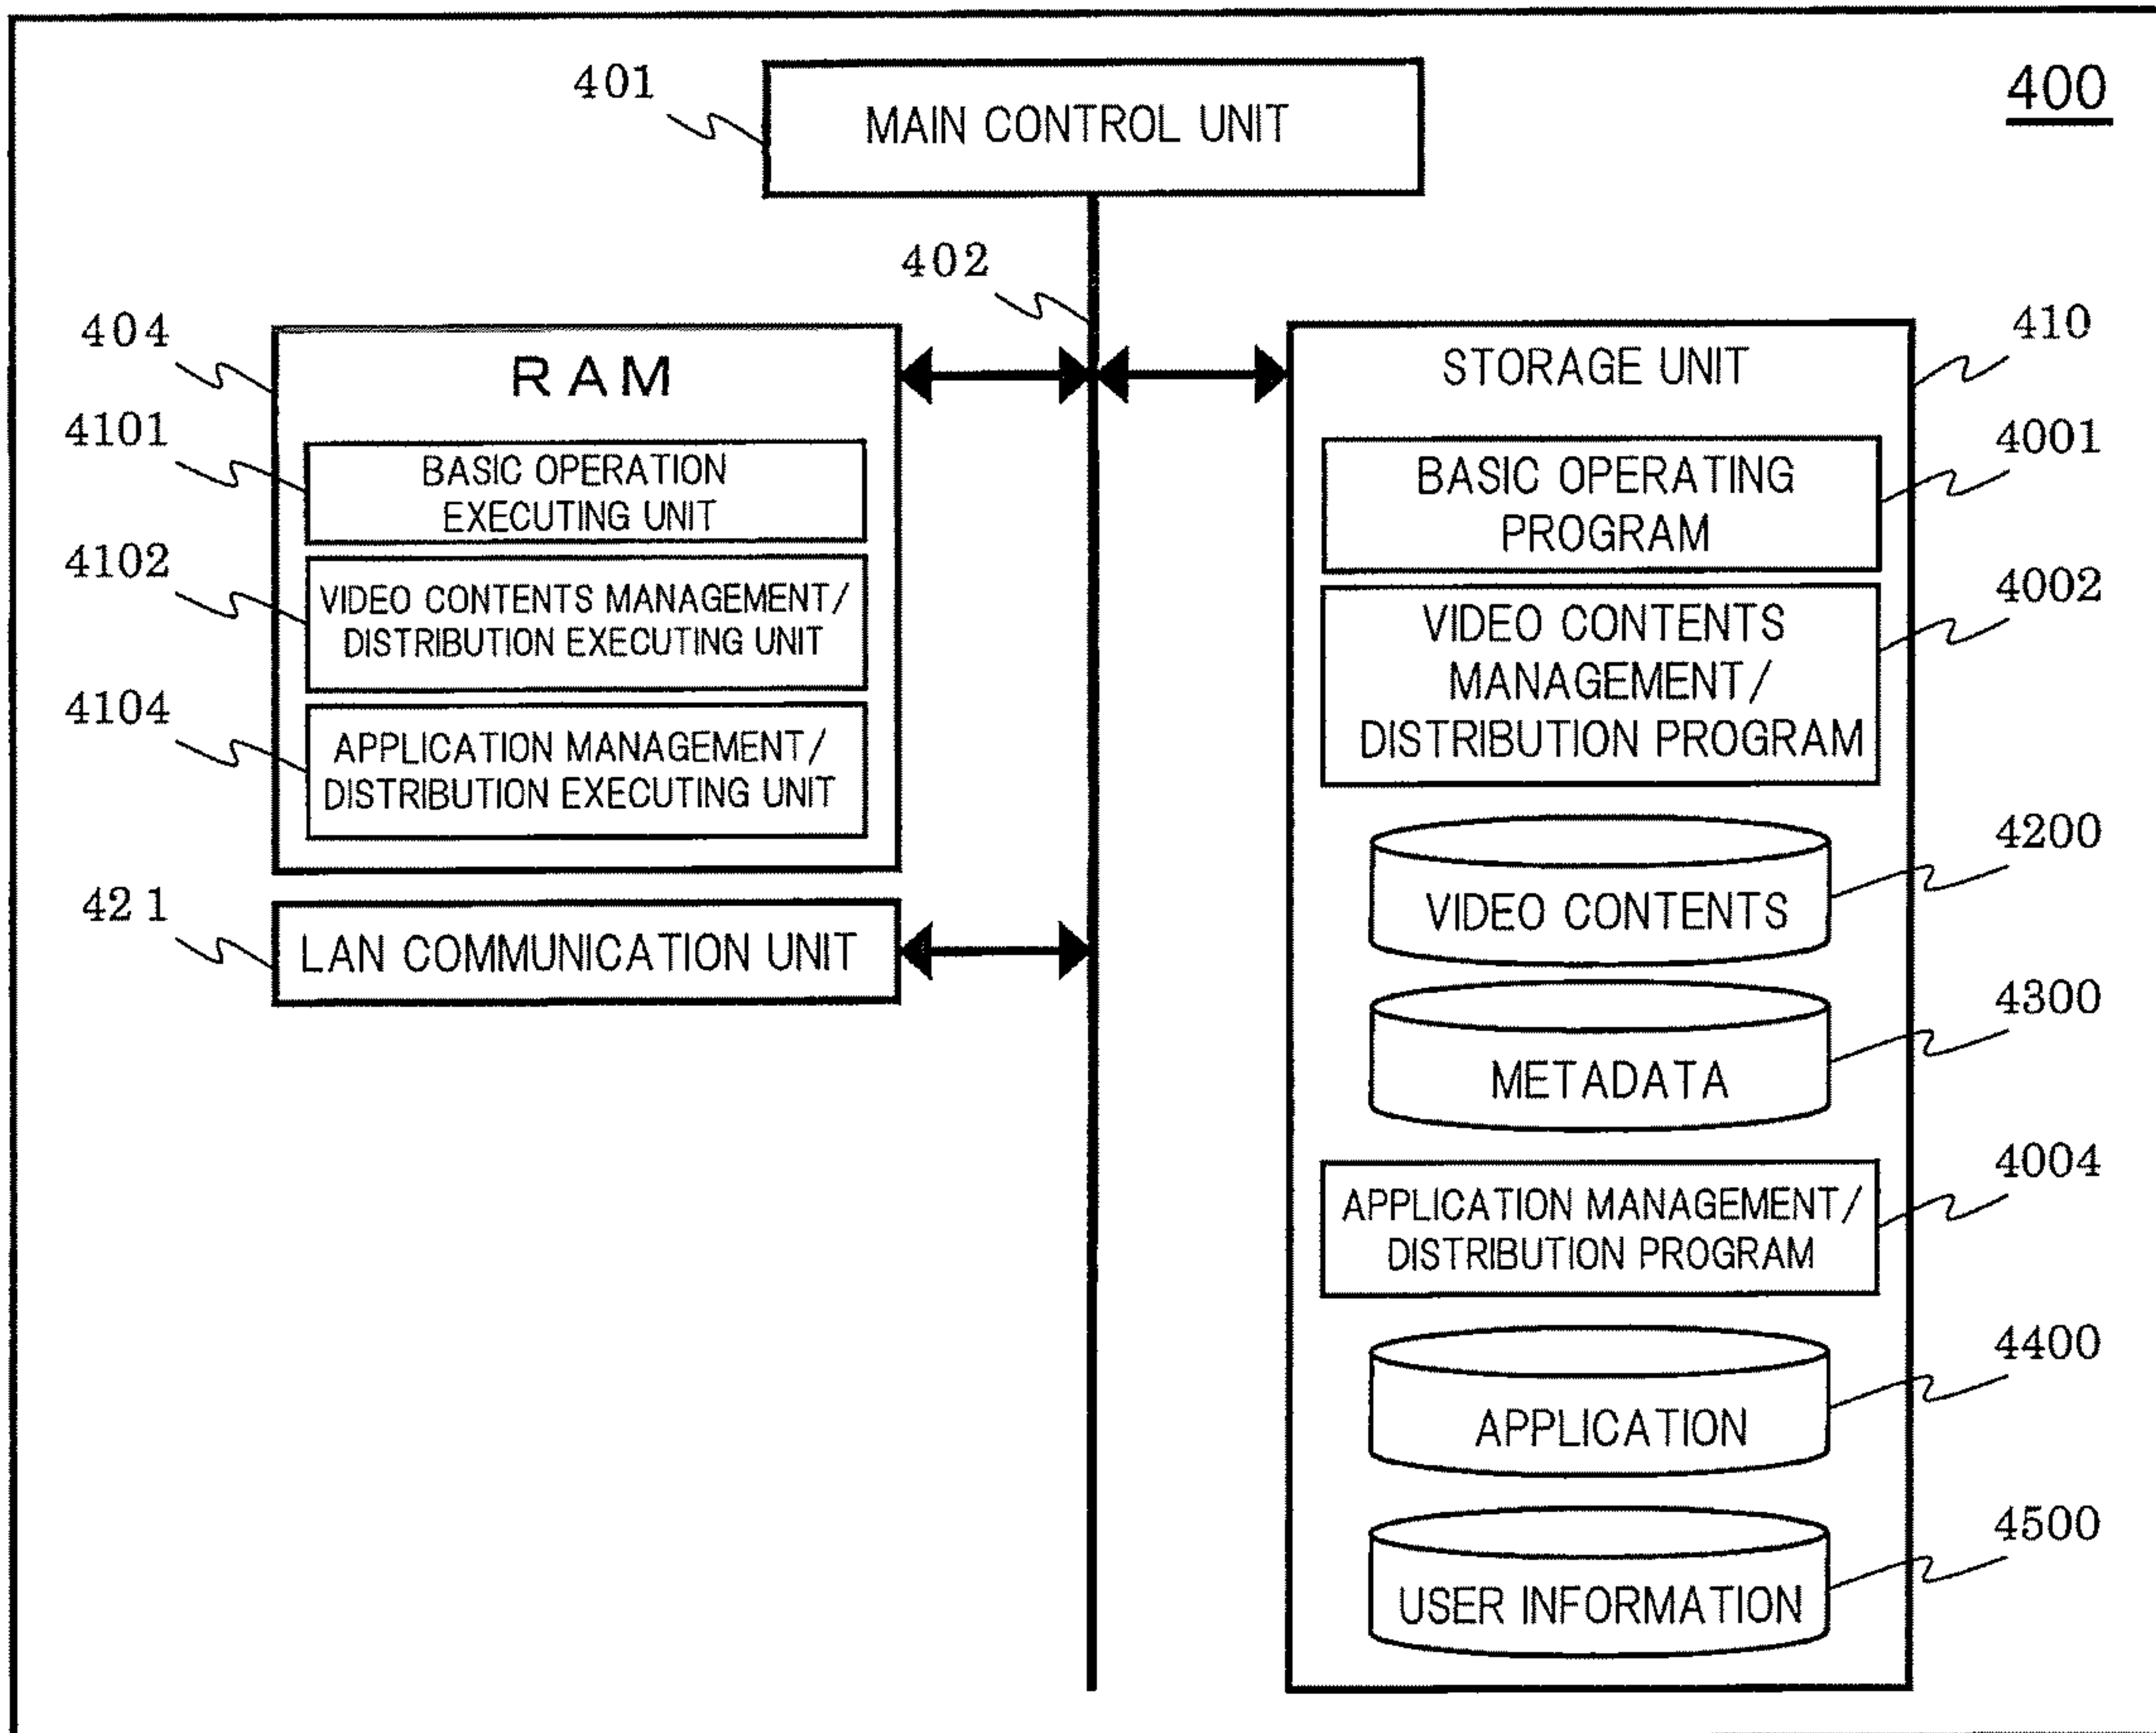 400
401
MAIN CONTROL UNIT
402
404
RAM
4101
BASIC OPERATION
EXECUTING UNIT
4102
VIDEO CONTENTS MANAGEMENT/
DISTRIBUTION EXECUTING UNIT
4104
APPLICATION MANAGEMENT/
DISTRIBUTION EXECUTING UNIT
421
LAN COMMUNICATION UNIT
410
STORAGE UNIT
4001
BASIC OPERATING
PROGRAM
4002
VIDEO CONTENTS
MANAGEMENT/
DISTRIBUTION PROGRAM
4200
VIDEO CONTENTS
4300
METADATA
4004
APPLICATION MANAGEMENT/
DISTRIBUTION PROGRAM
4400
APPLICATION
4500
USER INFORMATION